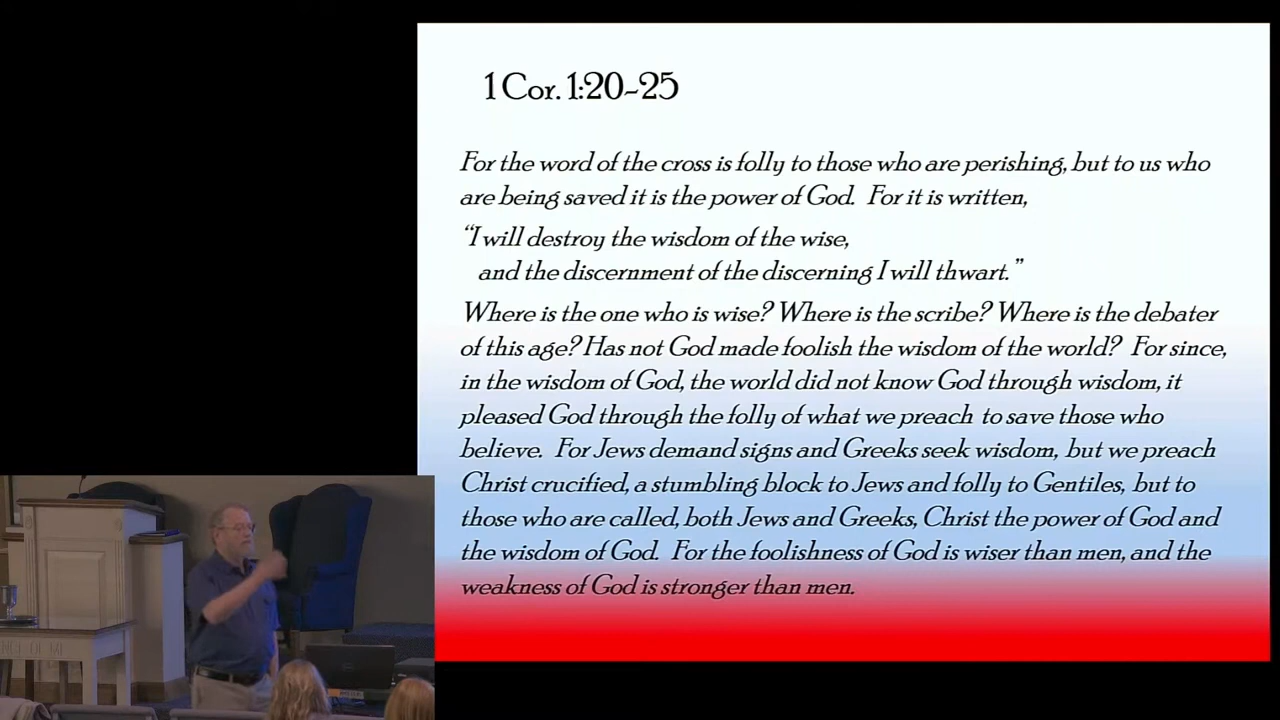 1 Cor. 1:20-25
For the word of the cross is folly to those who are perishing, but to us who
are being saved it is the power of God. For it is written,
“I will destroy the wisdom of the wise,
and the discernment of the discerning I will thwart.”
Where is the one who is wise? Where is the scribe? Where is the debater
of this age? Has not God made foolish the wisdom of the world? For since,
in the wisdom of God, the world did not know God through wisdom, it
pleased God through the folly of what we preach to save those who
believe. For Jews demand signs and Greeks seek wisdom, but we preach
Christ crucified, a stumbling block to Jews and folly to Gentiles, but to
those who are called, both Jews and Greeks, Christ the power of God and
the wisdom of God. For the foolishness of God is wiser than men, and the
weakness of God is stronger than men.
OF ME